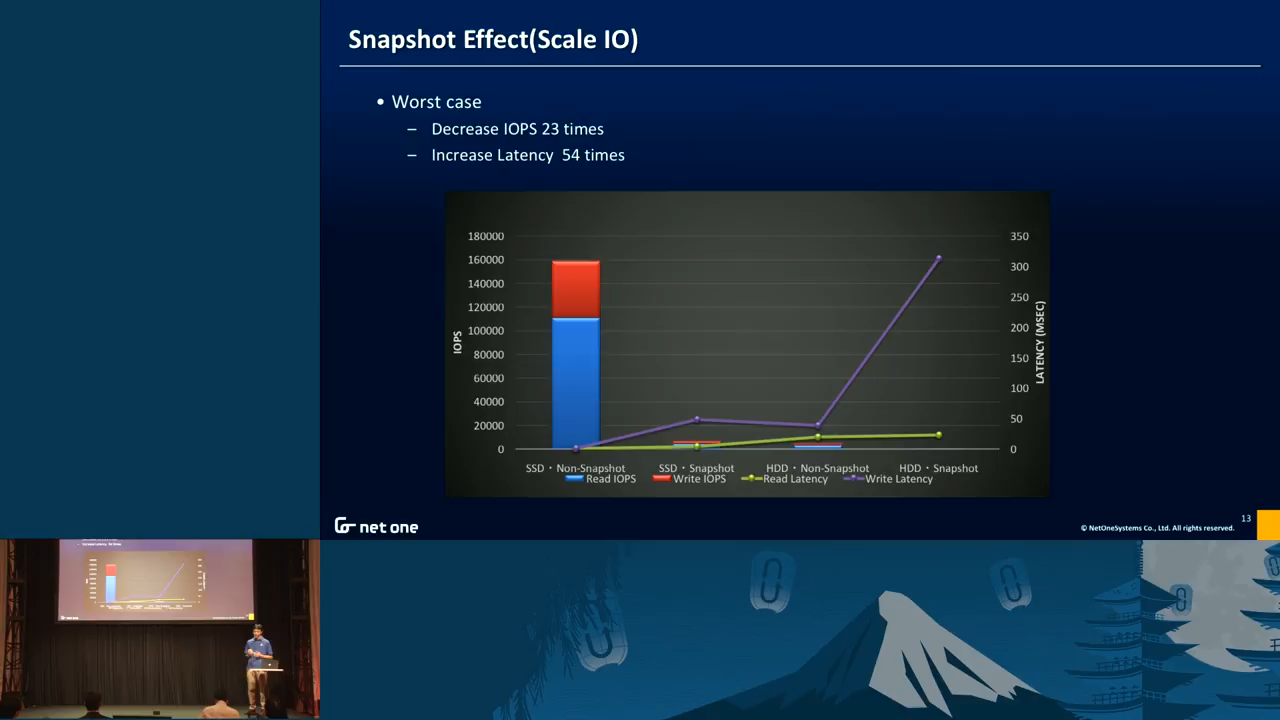 Snapshot Effect(Scale IO)
• Worst case
– Decrease IOPS 23 times
– Increase Latency 54 times
180000
160000
140000
120000
100000
80000
60000
40000
20000
0
IOPS
350
300
250
200
150
100
50
0
LATENCY (MSEC)
SSD・Non-Snapshot SSD・Snapshot HDD・Non-Snapshot HDD・Snapshot
Read IOPS Write IOPS Read Latency Write Latency
net one
13
© NetOneSystems Co., Ltd. All rights reserved.